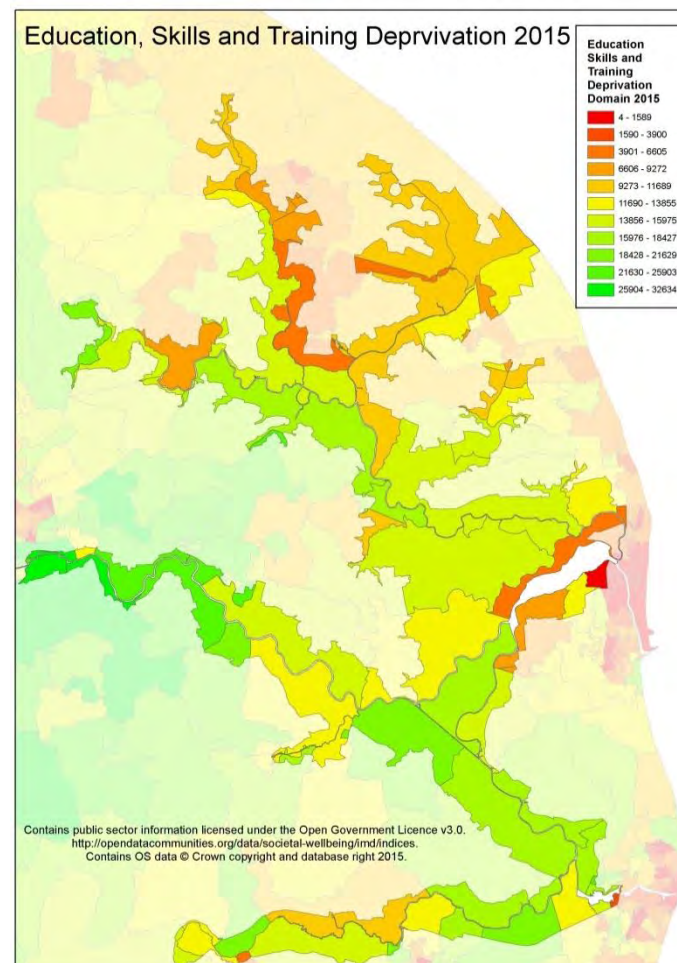 Education, Skills and Training Deprvivation 2015
Education
Skills and
Training
Deprivation
Domain 2015
4 - 1589
1590 - 3900
3901 - 6605
6606 - 9272
9273 - 11689
11690 - 13855
13856 - 15975
15976 - 18427
18428 - 21629
21630 - 25903
25904 - 32634
Contains public sector information licensed under the Open Government Licence v3.0.
http://opendatacommunities.org/data/societal-wellbeing/imd/indices.
Contains OS data © Crown copyright and database right 2015.